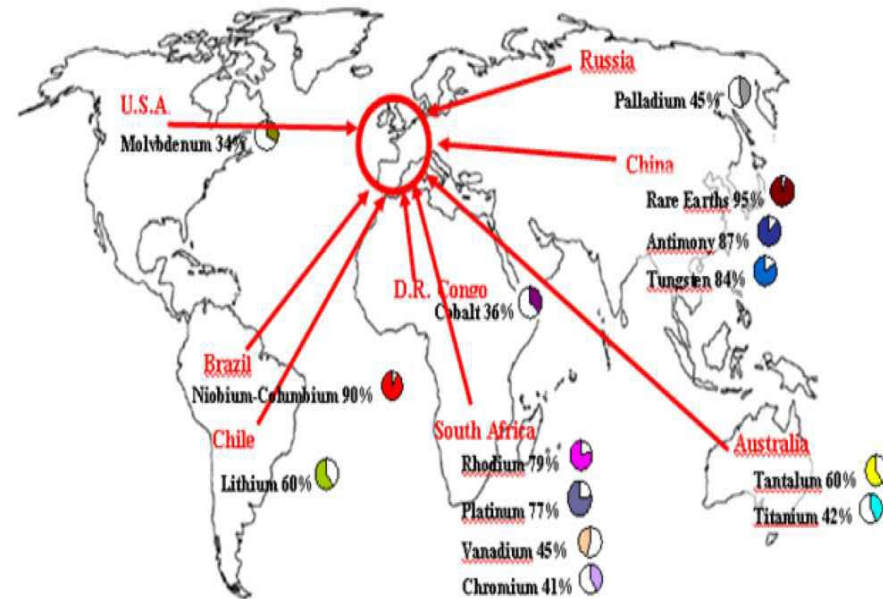 Russia
Palladium 45%
U.S.A.
Molvbdenum 34%
China
Rare Earths 95%
Antimony 87%
Tungsten 84%
D.R. Congo
Cobalt 36%
Brazil
Niobium-Columbium 90%
Chile
Lithium 60%
South Africa
Rhodium 79%
Platinum 77%
Vanadium 45%
Chromium 41%
Australia
Tantalum 60%
Titanium 42%